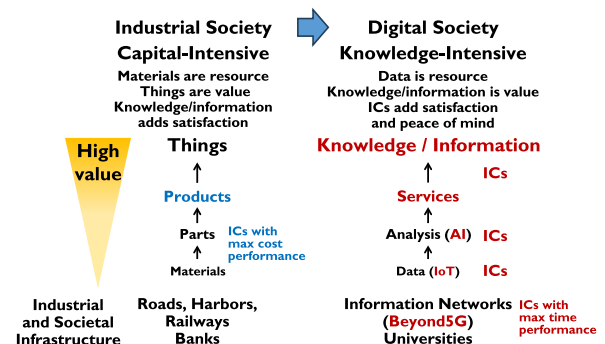 Industrial Society
Capital-Intensive
Materials are resource
Things are value
Knowledge/information
adds satisfaction
Digital Society
Knowledge-Intensive
Data is resource
Knowledge/information is value
ICs add satisfaction
and peace of mind
High
value
Things
Products
Parts
ICs with
max cost
performance
Materials
Knowledge / Information
ICs
Services
Analysis (AI)
ICs
Data (IoT)
ICs
Industrial
and Societal
Infrastructure
Roads, Harbors,
Railways
Banks
Information Networks
(Beyond5G)
Universities
ICs with
max time
performance